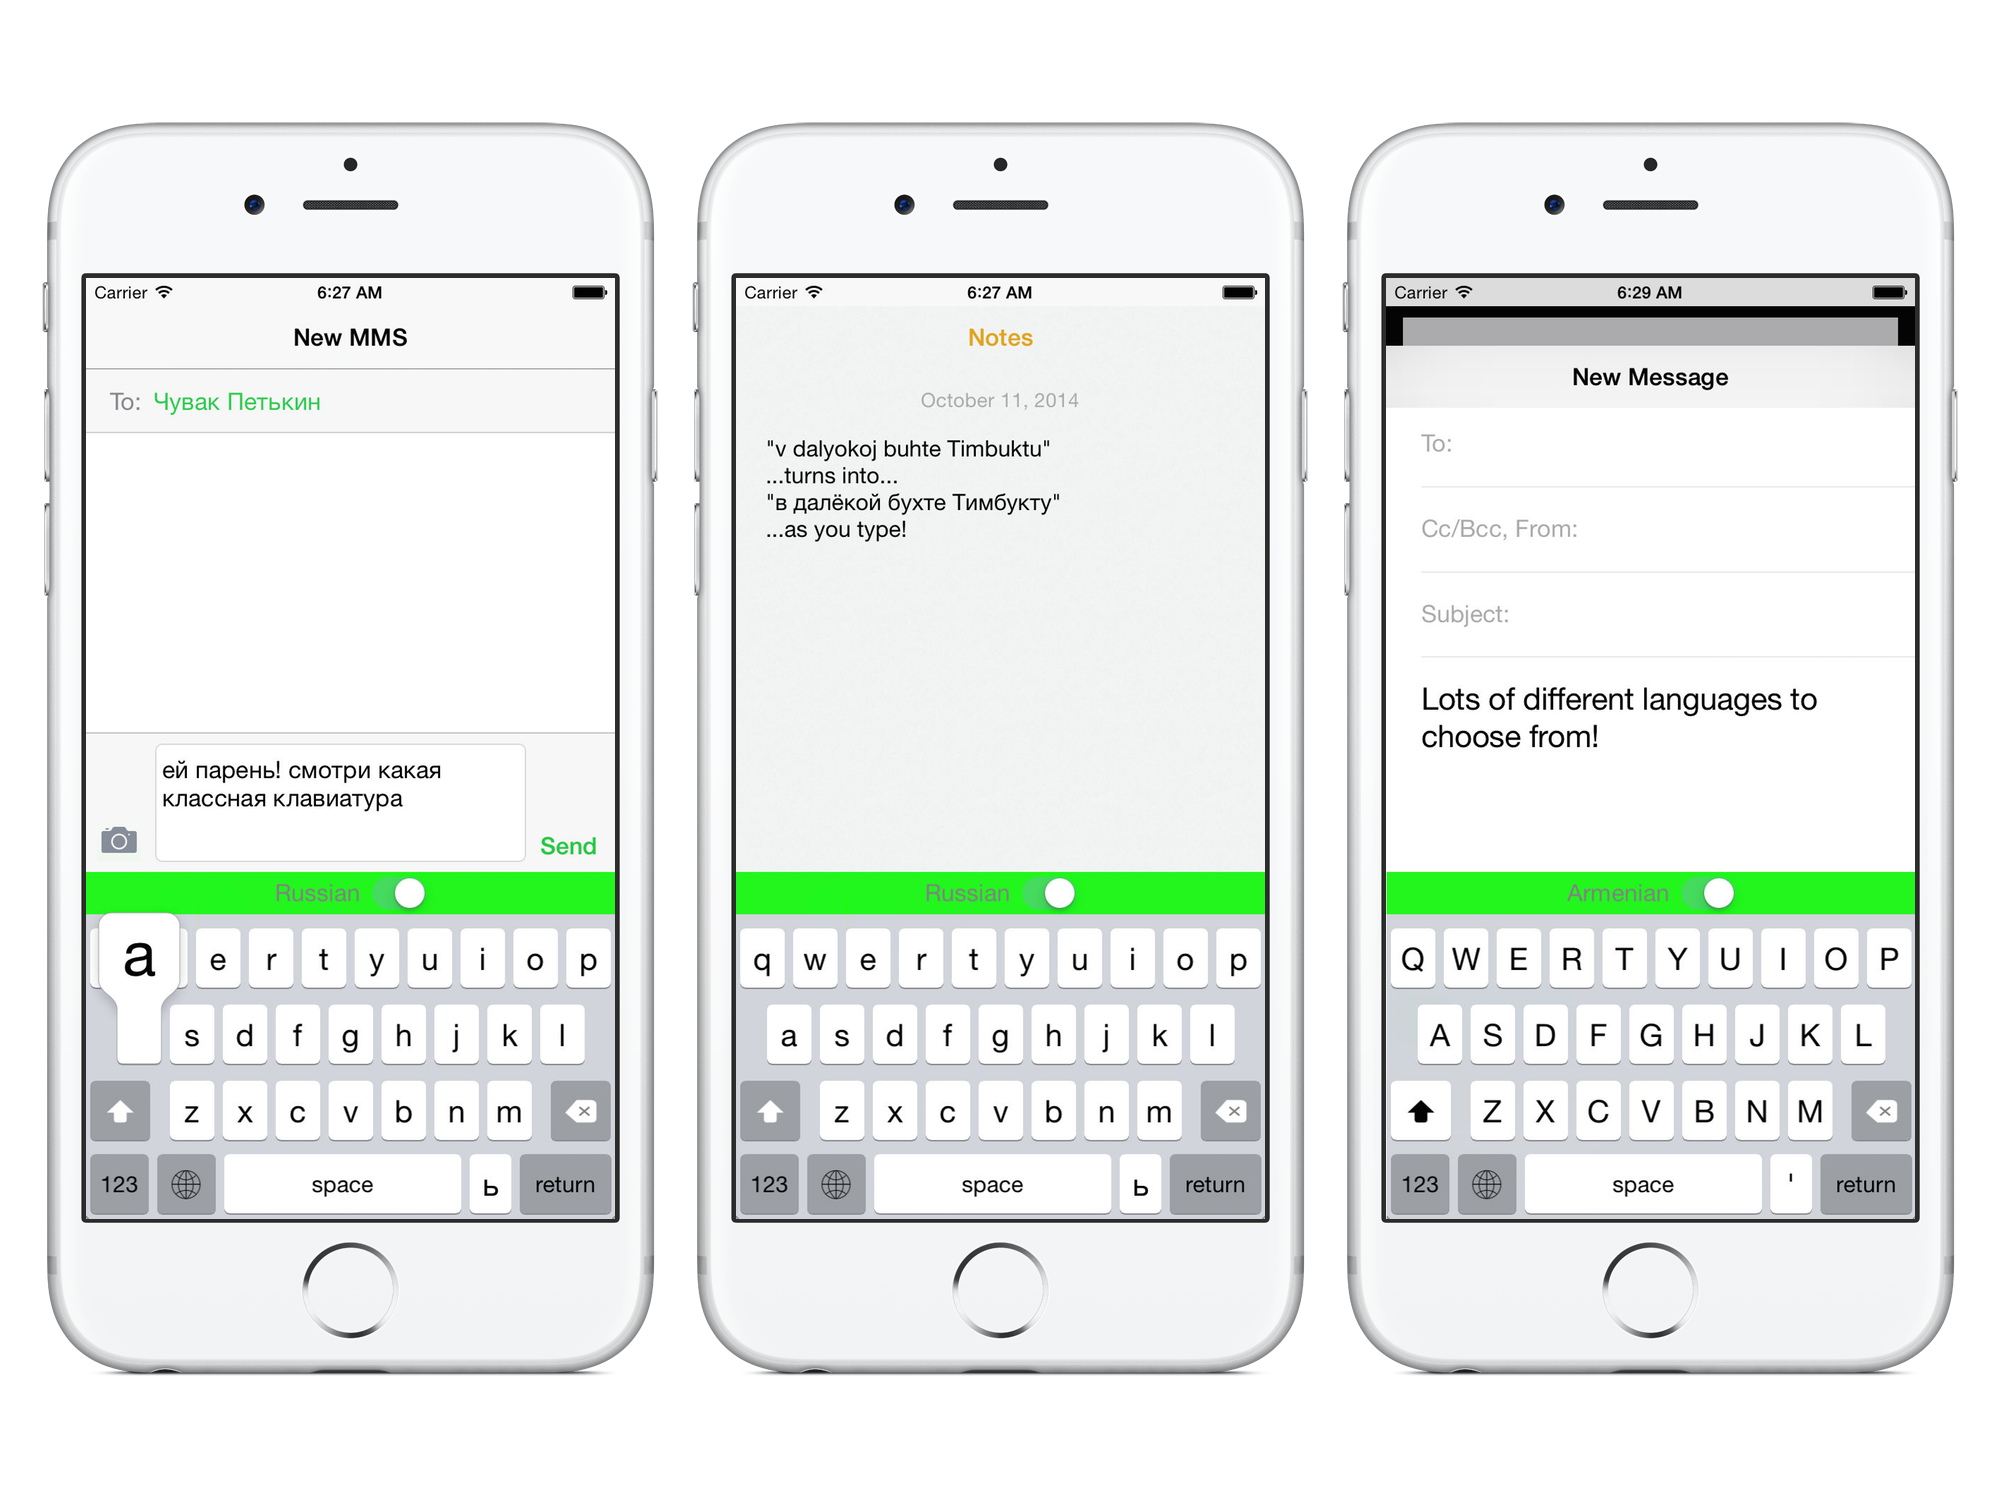 Carrier 6:27 AM
New MMS
To: Чувак Петькин
ей парень! смотри какая
классная клавиатура
Send
Russian
a
e r t y u i o p
s d f g h j k l
z x c v b n m
123 space ь return
Carrier 6:27 AM
Notes
October 11, 2014
"v dalyokoj buhte Timbuktu"
...turns into...
"в далёкой бухте Тимбукту"
...as you type!
Russian
q w e r t y u i o p
a s d f g h j k l
z x c v b n m
123 space ь return
Carrier 6:29 AM
New Message
To:
Cc/Bcc, From:
Subject:
Lots of different languages to
choose from!
Armenian
Q W E R T Y U I O P
A S D F G H J K L
Z X C V B N M
123 space ' return